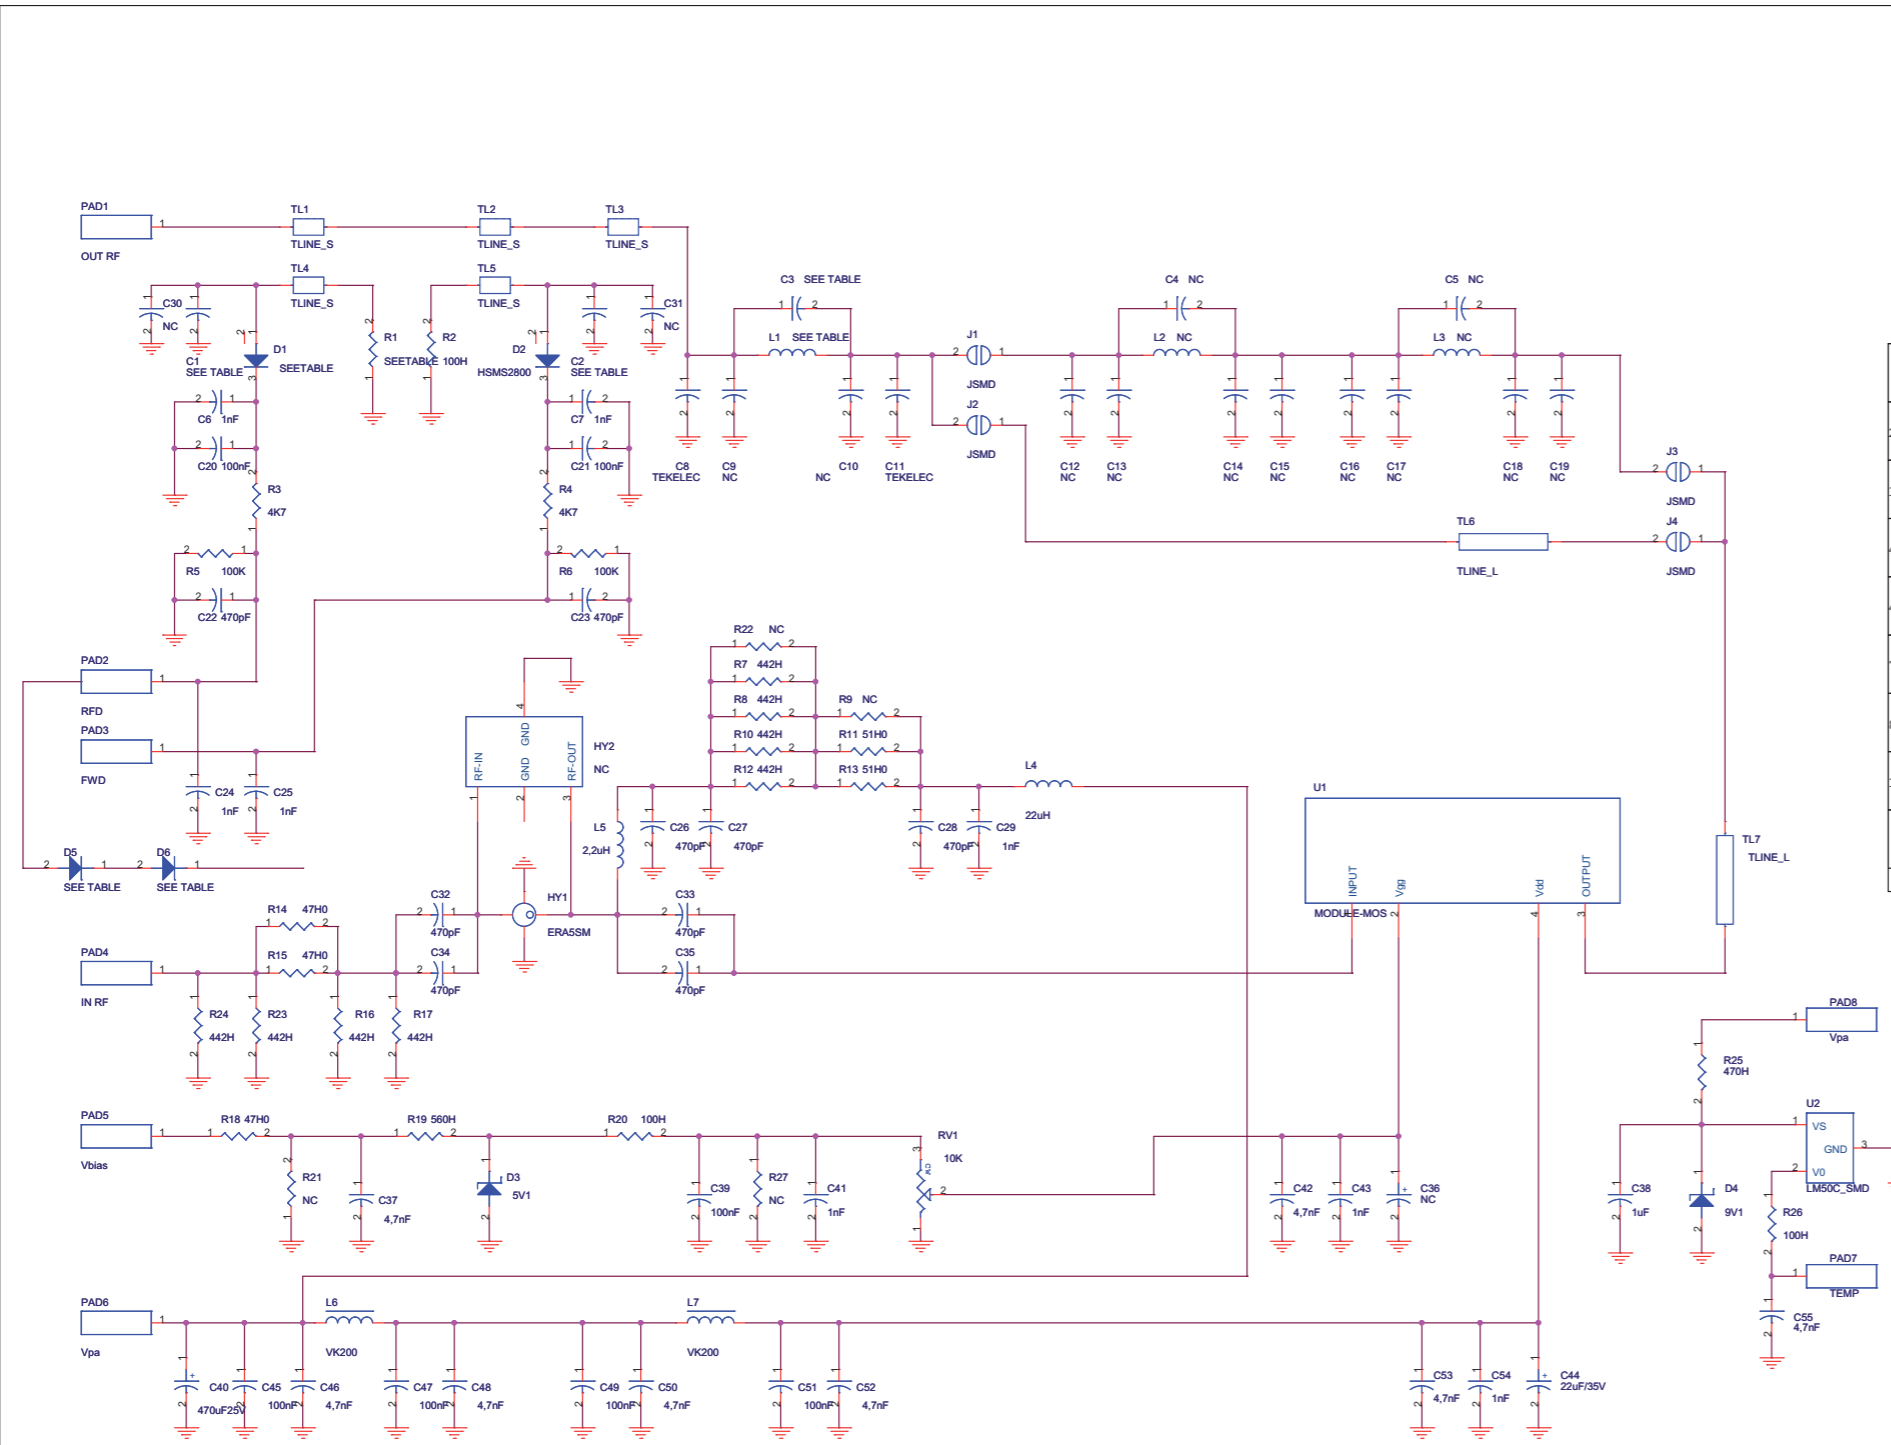 PAD1
1
OUT RF
TL1
TLINE_S
TL2
TLINE_S
TL3
TLINE_S
TL4
TLINE_S
TL5
TLINE_S
C30
NC
C31
NC
R1
SEETABLE
R2
100H
D1
SEETABLE
D2
HSMS2800
C1
SEE TABLE
C2
SEE TABLE
C6 1nF
C7 1nF
C20 100nF
C21 100nF
R3
4K7
R4
4K7
R5 100K
R6 100K
C22 470pF
C23 470pF
C3 SEE TABLE
L1 SEE TABLE
C4 NC
L2 NC
C5 NC
L3 NC
J1
JSMD
J2
JSMD
C8
TEKELEC
C9
NC
C10
NC
C11
TEKELEC
C12
NC
C13
NC
C14
NC
C15
NC
C16
NC
C17
NC
C18
NC
C19
NC
J3
JSMD
J4
JSMD
TL6
TLINE_L
PAD2
1
RFD
PAD3
1
FWD
C24
1nF
C25
1nF
D5
SEE TABLE
D6
SEE TABLE
RF-IN
GND
GND
RF-OUT
HY2
NC
R22 NC
R7 442H
R8 442H
R9 NC
R10 442H
R11 51H0
R12 442H
R13 51H0
L4
22uH
L5
2,2uH
C26
470pF
C27
470pF
C28
470pF
C29
1nF
U1
INPUT
Vgg
Vdd
OUTPUT
MODULE-MOS
TL7
TLINE_L
HY1
ERA5SM
C32
470pF
C33
470pF
C34
470pF
C35
470pF
R14 47H0
R15 47H0
PAD4
1
IN RF
R24
442H
R23
442H
R16
442H
R17
442H
PAD5
1
Vbias
R18 47H0
R19 560H
R20 100H
R21
NC
C37
4,7nF
D3
5V1
C39
100nF
R27
NC
C41
1nF
RV1
10K
CW
C42
4,7nF
C43
1nF
C36
NC
PAD8
1
Vpa
R25
470H
U2
VS
GND
V0
LM50C_SMD
C38
1uF
D4
9V1
R26
100H
PAD7
1
TEMP
C55
4,7nF
PAD6
1
Vpa
L6
VK200
L7
VK200
C40
470uF25V
C45
100nF
C46
4,7nF
C47
100nF
C48
4,7nF
C49
100nF
C50
4,7nF
C51
100nF
C52
4,7nF
C53
4,7nF
C54
1nF
C44
22uF/35V